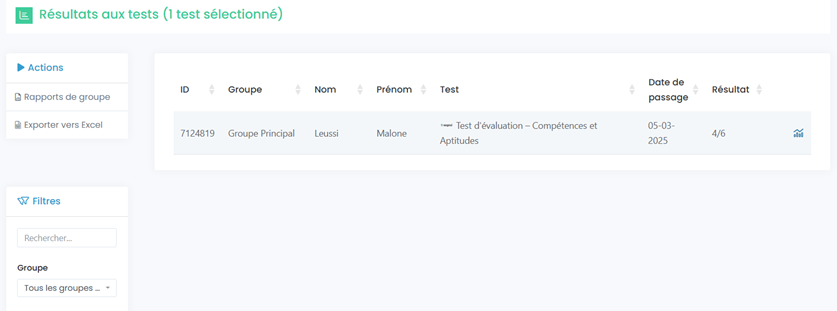 Résultats aux tests (1 test sélectionné)
Actions
Rapports de groupe
Exporter vers Excel
ID Groupe Nom Prénom Test Date de passage Résultat
7124819 Groupe Principal Leussi Malone Test d'évaluation – Compétences et Aptitudes 05-03-2025 4/6
Filtres
Rechercher...
Groupe
Tous les groupes ...